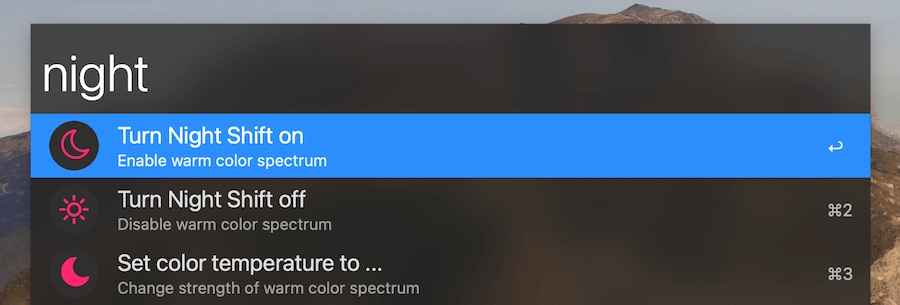 night
Turn Night Shift on
Enable warm color spectrum
↩
Turn Night Shift off
Disable warm color spectrum
⌘2
Set color temperature to ...
Change strength of warm color spectrum
⌘3